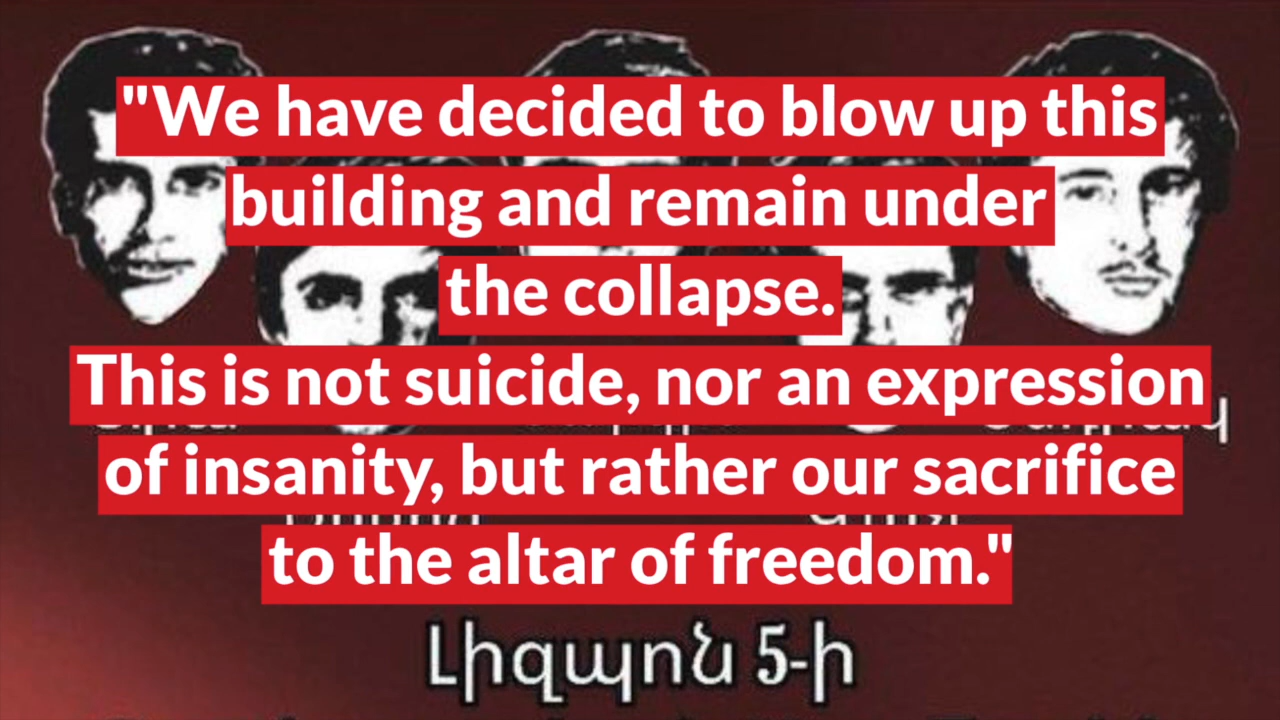 "We have decided to blow up this
building and remain under
the collapse.
This is not suicide, nor an expression
of insanity, but rather our sacrifice
to the altar of freedom."
Լիզպոն 5-ի